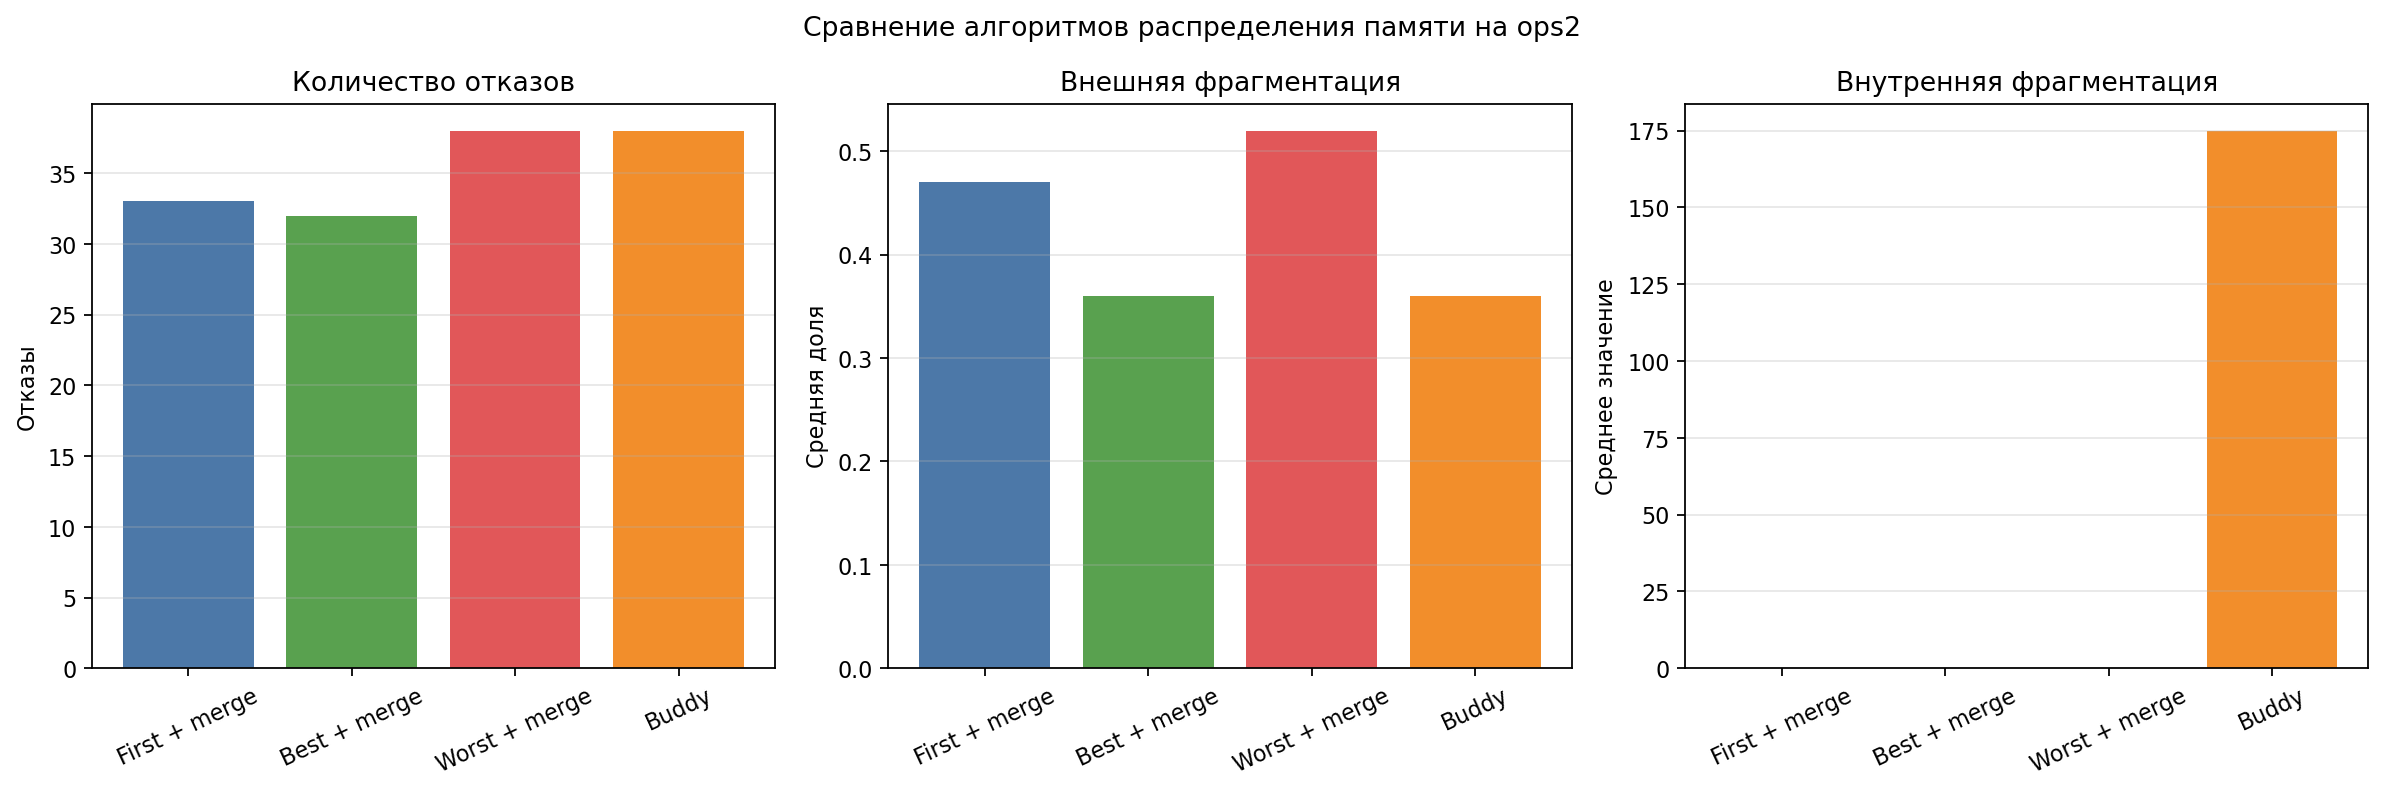 Сравнение алгоритмов распределения памяти на ops2
Количество отказов
Отказы
35
30
25
20
15
10
5
0
First + merge
Best + merge
Worst + merge
Buddy
Внешняя фрагментация
Средняя доля
0.5
0.4
0.3
0.2
0.1
0.0
First + merge
Best + merge
Worst + merge
Buddy
Внутренняя фрагментация
Среднее значение
175
150
125
100
75
50
25
0
First + merge
Best + merge
Worst + merge
Buddy